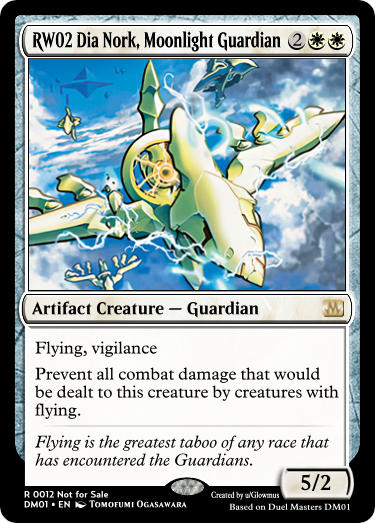 RW02 Dia Nork, Moonlight Guardian 2
Artifact Creature — Guardian
Flying, vigilance
Prevent all combat damage that would
be dealt to this creature by creatures with
flying.
Flying is the greatest taboo of any race that
has encountered the Guardians.
5/2
R 0012 Not for Sale
DM01 • EN Tomofumi Ogasawara
Created by u/Glowmus
Based on Duel Masters DM01